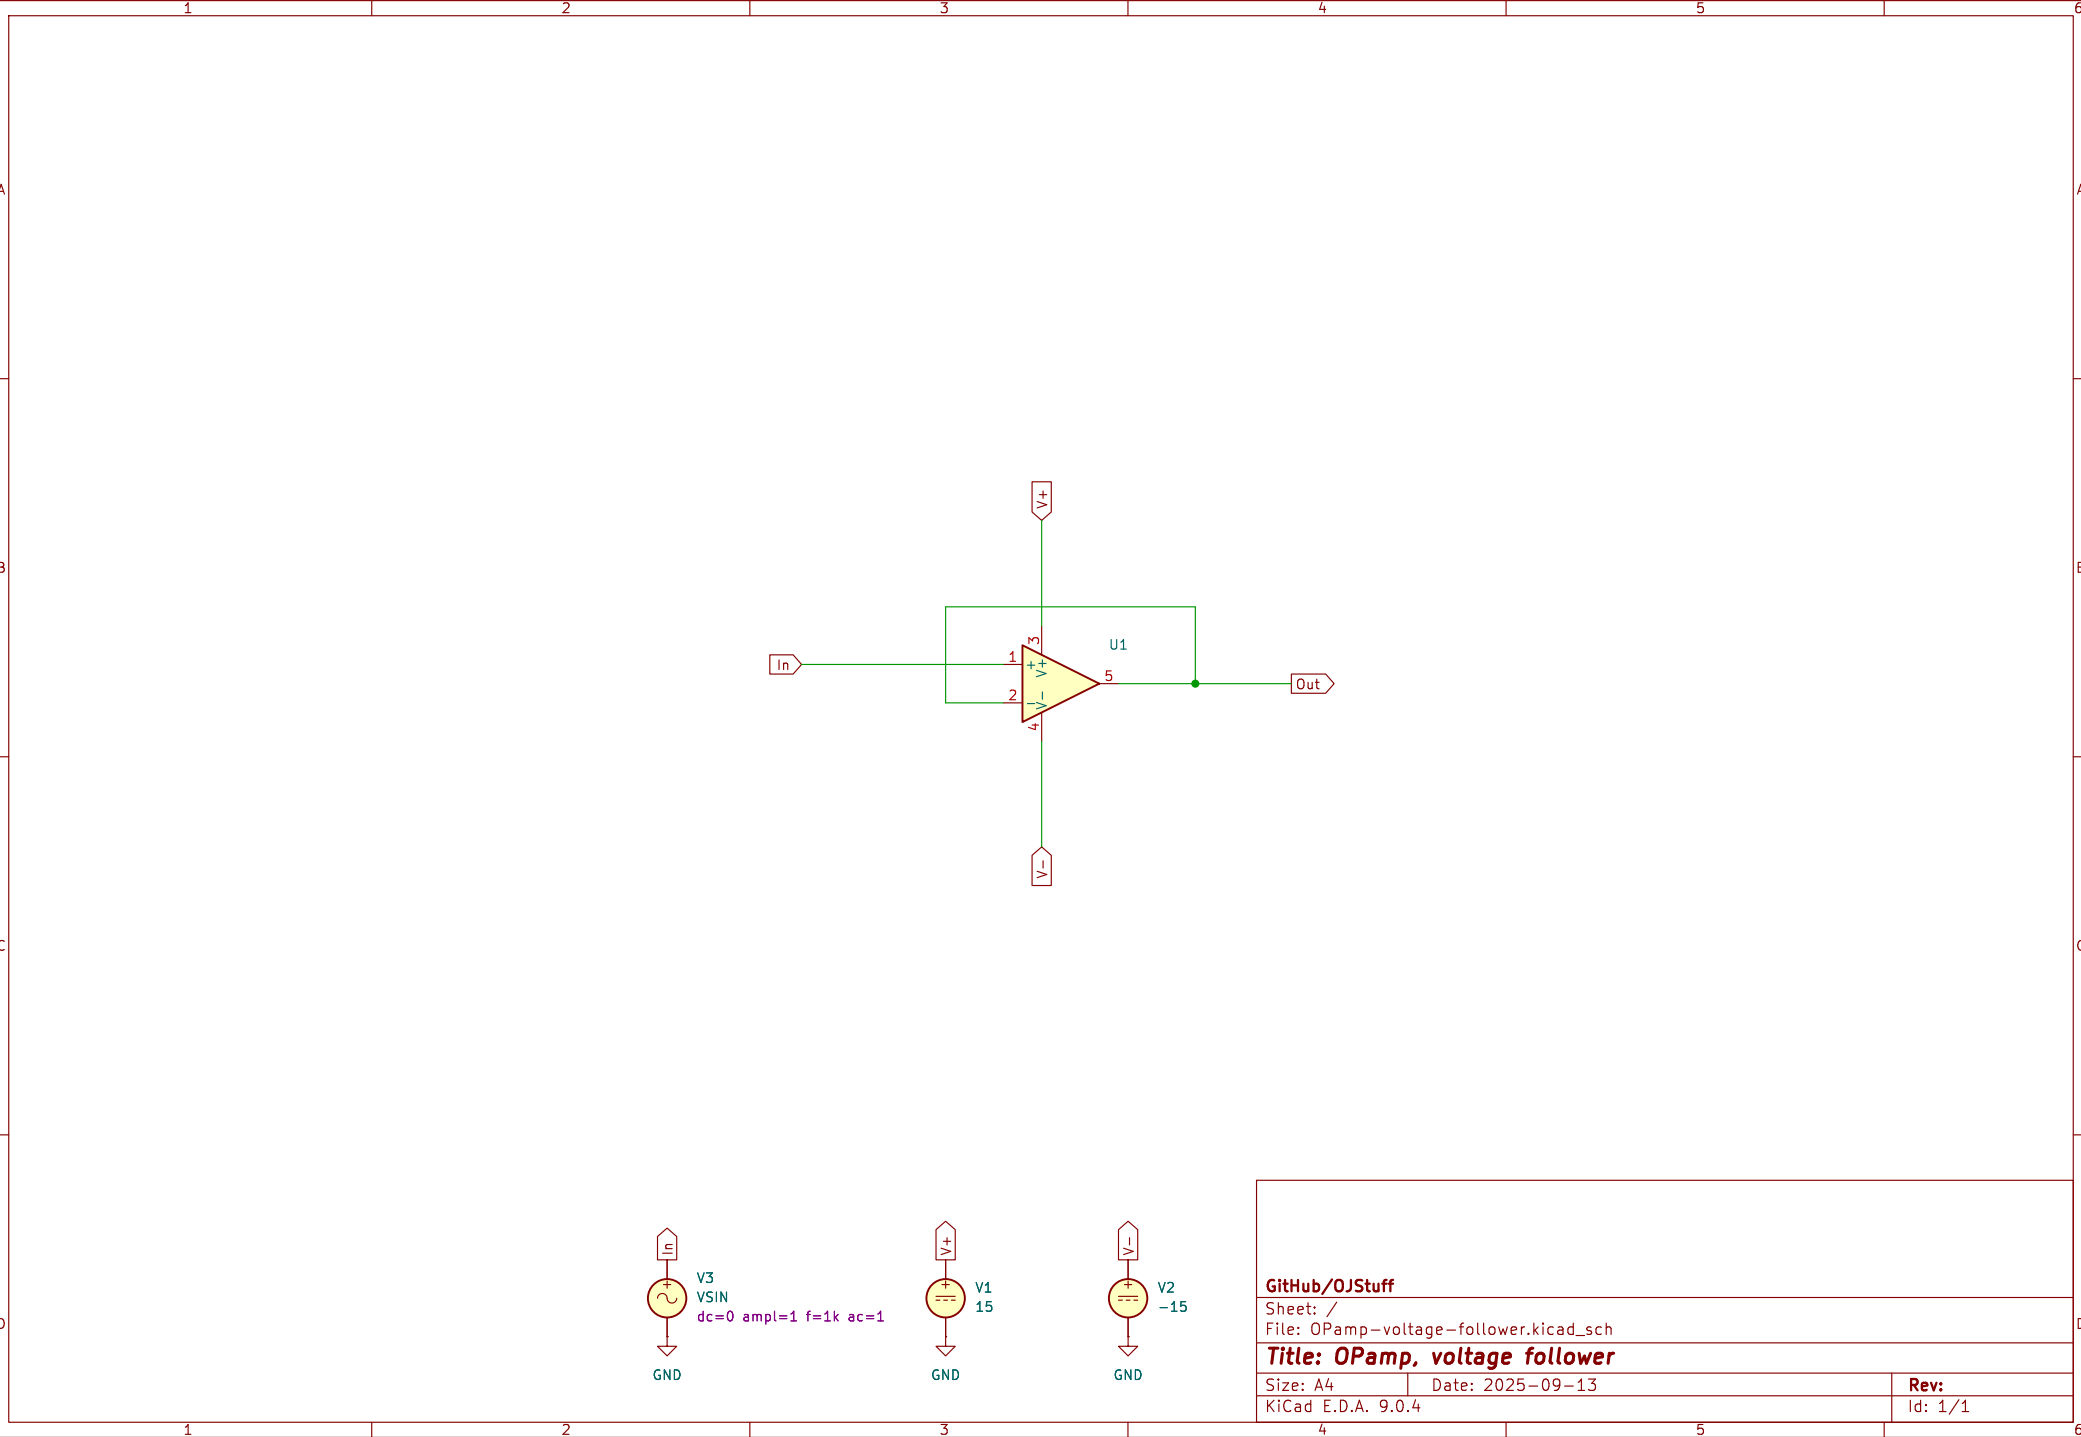 1 2 3 4 5 6
A A
V+
B B
U1
3
1 + V+
In
5
Out
2 - V-
4
V-
C C
In V+ V-
V3
VSIN
dc=0 ampl=1 f=1k ac=1
+
V1
15
+
V2
-15
+
GND GND GND
D D
GitHub/OJStuff
Sheet: /
File: OPamp-voltage-follower.kicad_sch
Title: OPamp, voltage follower
Size: A4 Date: 2025-09-13 Rev:
KiCad E.D.A. 9.0.4 Id: 1/1
1 2 3 4 5 6